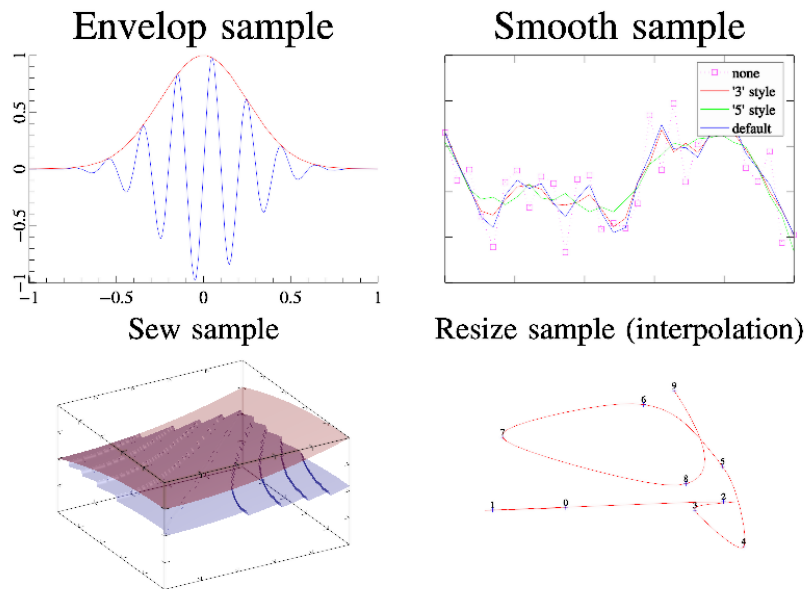 Envelop sample
Smooth sample
1
0.5
0
−0.5
−1
−1
−0.5
0
0.5
1
none
'3' style
'5' style
default
Sew sample
Resize sample (interpolation)
9
6
7
5
8
1
0
3
2
4